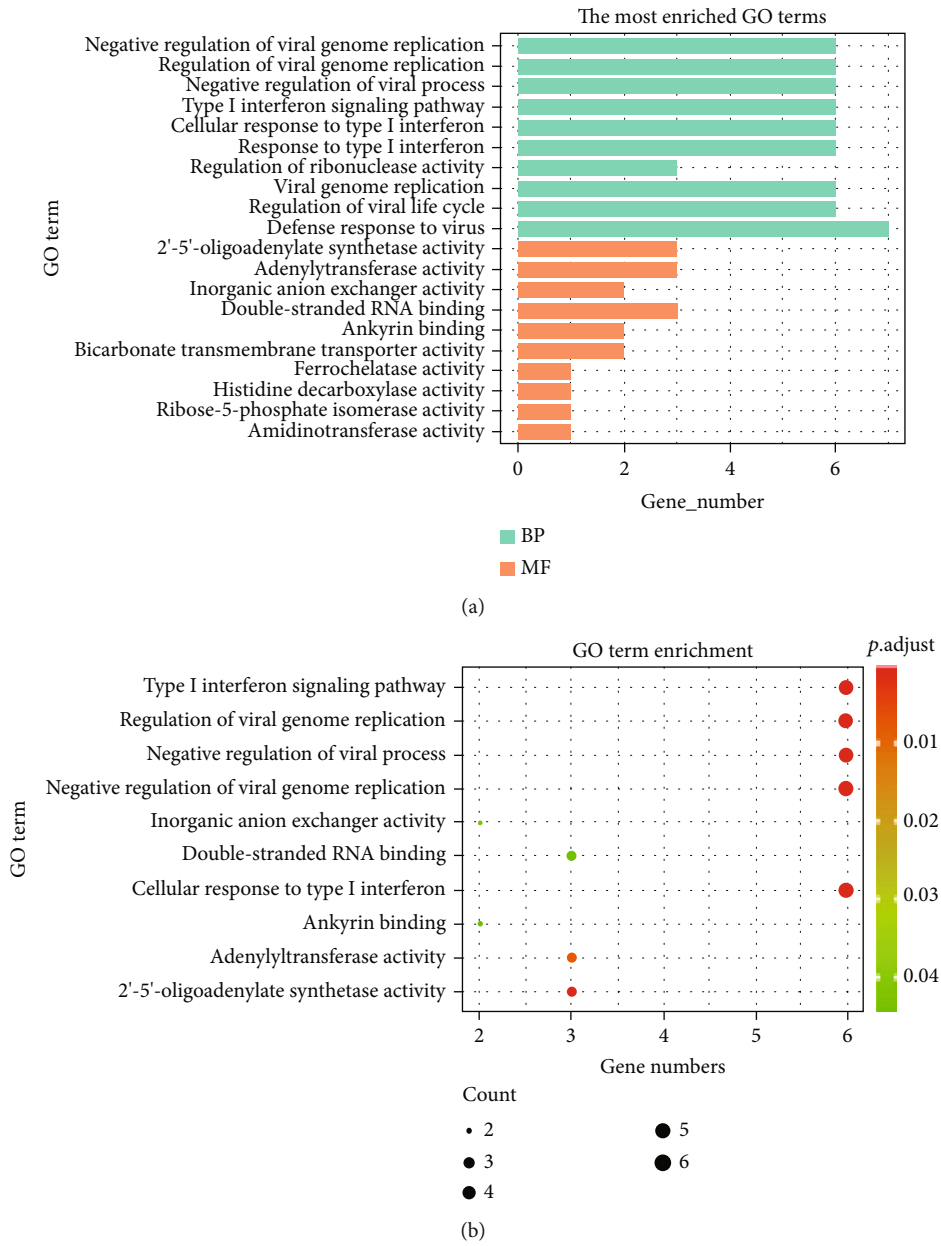 The most enriched GO terms
Negative regulation of viral genome replication
Regulation of viral genome replication
Negative regulation of viral process
Type I interferon signaling pathway
Cellular response to type I interferon
Response to type I interferon
Regulation of ribonuclease activity
Viral genome replication
Regulation of viral life cycle
Defense response to virus
2'-5'-oligoadenylate synthetase activity
Adenylytransferase activity
Inorganic anion exchanger activity
Double-stranded RNA binding
Ankyrin binding
Bicarbonate transmembrane transporter activity
Ferrochelatase activity
Histidine decarboxylase activity
Ribose-5-phosphate isomerase activity
Amidinotransferase activity
GO term
0 2 4 6
Gene_number
BP
MF
(a)
GO term enrichment
p.adjust
Type I interferon signaling pathway
Regulation of viral genome replication
Negative regulation of viral process
Negative regulation of viral genome replication
Inorganic anion exchanger activity
Double-stranded RNA binding
Cellular response to type I interferon
Ankyrin binding
Adenylyltransferase activity
2'-5'-oligoadenylate synthetase activity
GO term
0.01
0.02
0.03
0.04
2 3 4 5 6
Gene numbers
Count
2 5
3 6
4
(b)